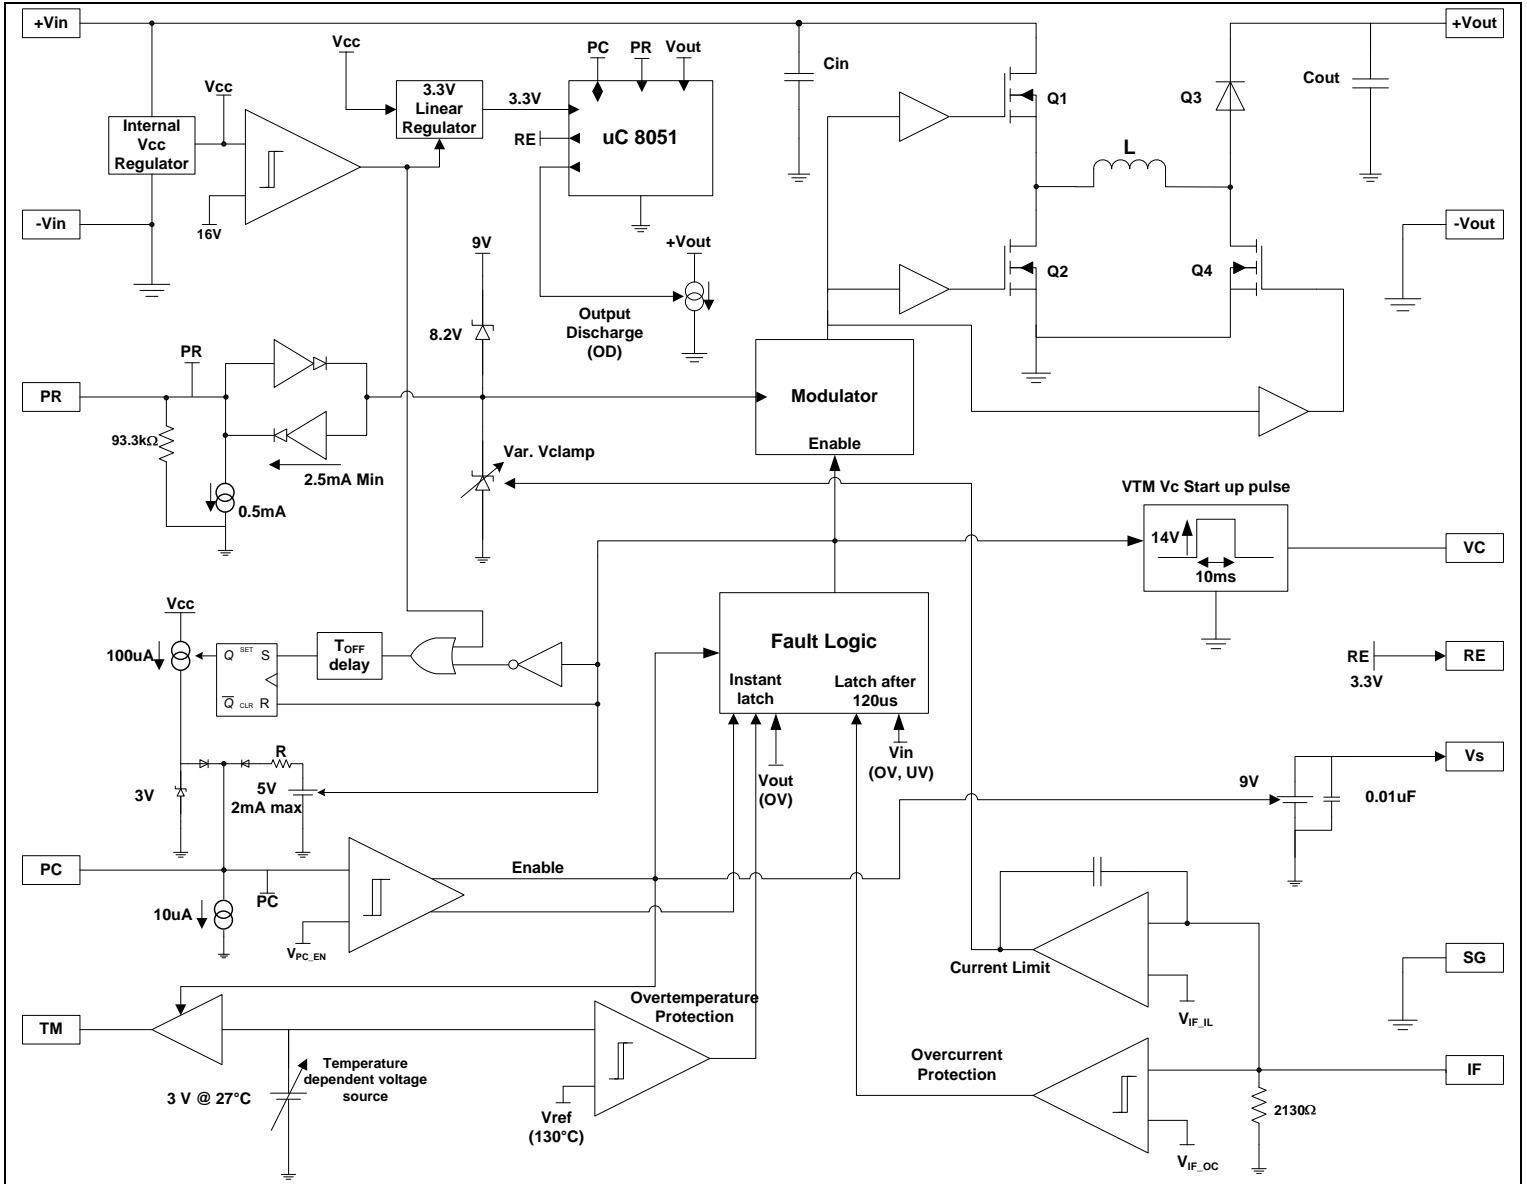 +Vin
+Vout
Vcc
PC
PR
Vout
Cin
Cout
Vcc
3.3V
Linear
Regulator
3.3V
RE
uC 8051
Q1
Q3
Internal
Vcc
Regulator
L
-Vin
16V
9V
+Vout
-Vout
Q2
Q4
8.2V
Output
Discharge
(OD)
PR
PR
Modulator
93.3kΩ
Enable
2.5mA Min
0.5mA
Var. Vclamp
VTM Vc Start up pulse
14V
10ms
VC
Vcc
100uA
Q
SET
S
Q
CLR
R
TOFF
delay
Fault Logic
Instant
latch
Latch after
120us
RE
3.3V
RE
Vin
(OV, UV)
Vout
(OV)
R
3V
5V
2mA max
9V
0.01uF
Vs
PC
Enable
PC
10uA
VPC_EN
Current Limit
VIF_IL
SG
TM
Overtemperature
Protection
Temperature
dependent voltage
source
3 V @ 27°C
Vref
(130°C)
Overcurrent
Protection
IF
2130Ω
VIF_OC